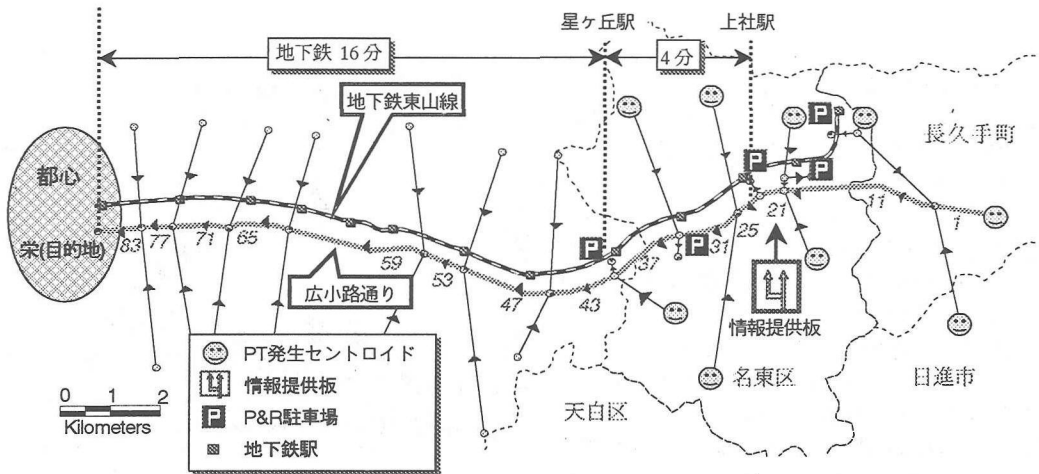 星ヶ丘駅
上社駅
地下鉄 16分
4分
地下鉄東山線
長久手町
都心
栄(目的地)
83
77
71
65
59
53
47
43
37
31
25
21
11
1
広小路通り
情報提供板
PT発生セントロイド
情報提供板
P
P&R駐車場
地下鉄駅
P
P
P
P
P
名東区
日進市
天白区
0 1 2
Kilometers